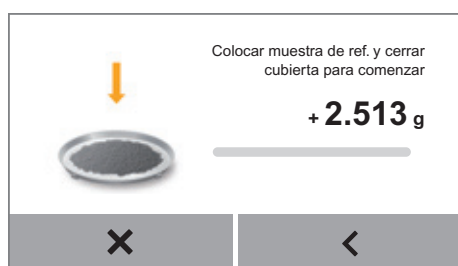 Colocar muestra de ref. y cerrar
cubierta para comenzar
+ 2.513 g